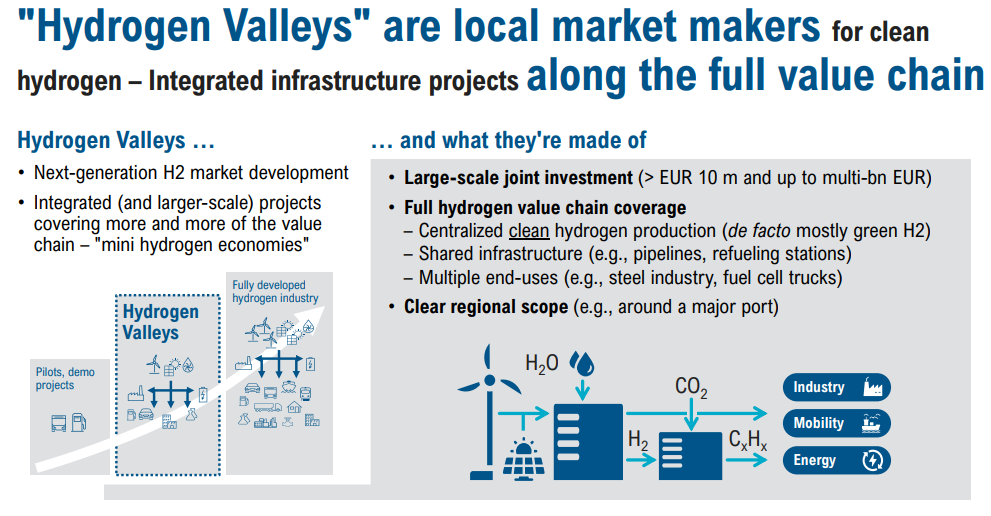 "Hydrogen Valleys" are local market makers for clean
hydrogen – Integrated infrastructure projects along the full value chain
Hydrogen Valleys …
• Next-generation H2 market development
• Integrated (and larger-scale) projects
covering more and more of the value
chain – "mini hydrogen economies"
Pilots, demo
projects
Hydrogen
Valleys
Fully developed
hydrogen industry
… and what they're made of
• Large-scale joint investment (> EUR 10 m and up to multi-bn EUR)
• Full hydrogen value chain coverage
– Centralized clean hydrogen production (de facto mostly green H2)
– Shared infrastructure (e.g., pipelines, refueling stations)
– Multiple end-uses (e.g., steel industry, fuel cell trucks)
• Clear regional scope (e.g., around a major port)
H₂O
CO₂
H₂
CₓHₓ
Industry
Mobility
Energy